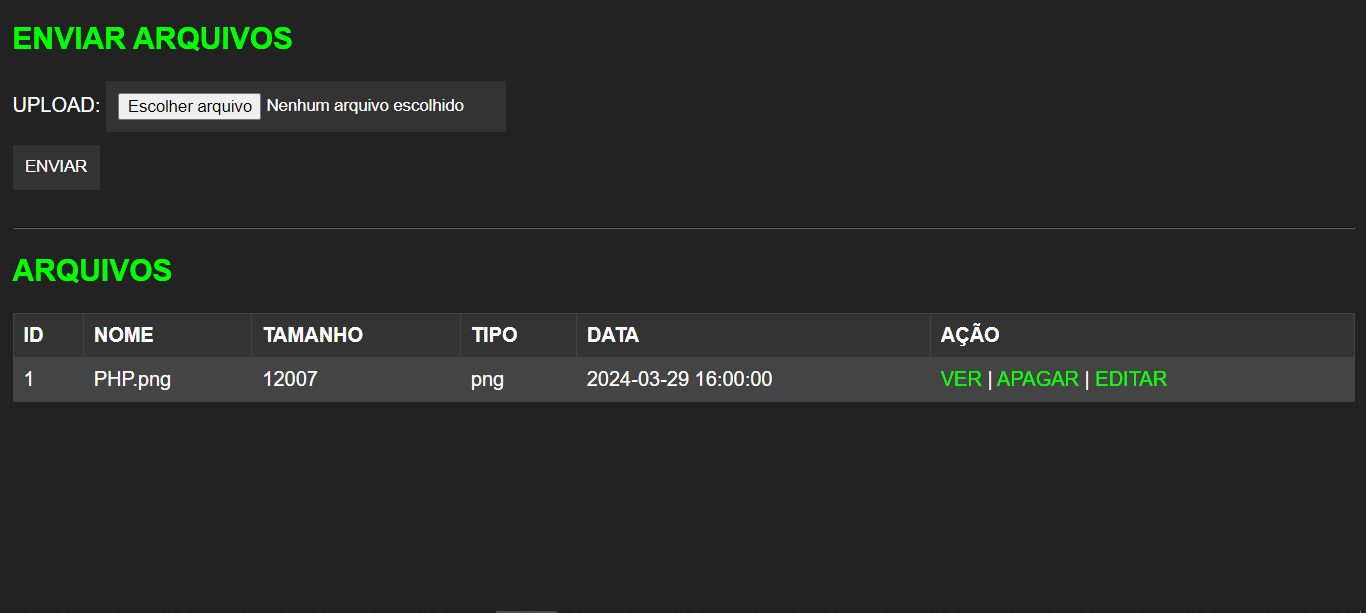 ENVIAR ARQUIVOS
UPLOAD: Escolher arquivo Nenhum arquivo escolhido
ENVIAR
ARQUIVOS
ID NOME TAMANHO TIPO DATA AÇÃO
1 PHP.png 12007 png 2024-03-29 16:00:00 VER | APAGAR | EDITAR